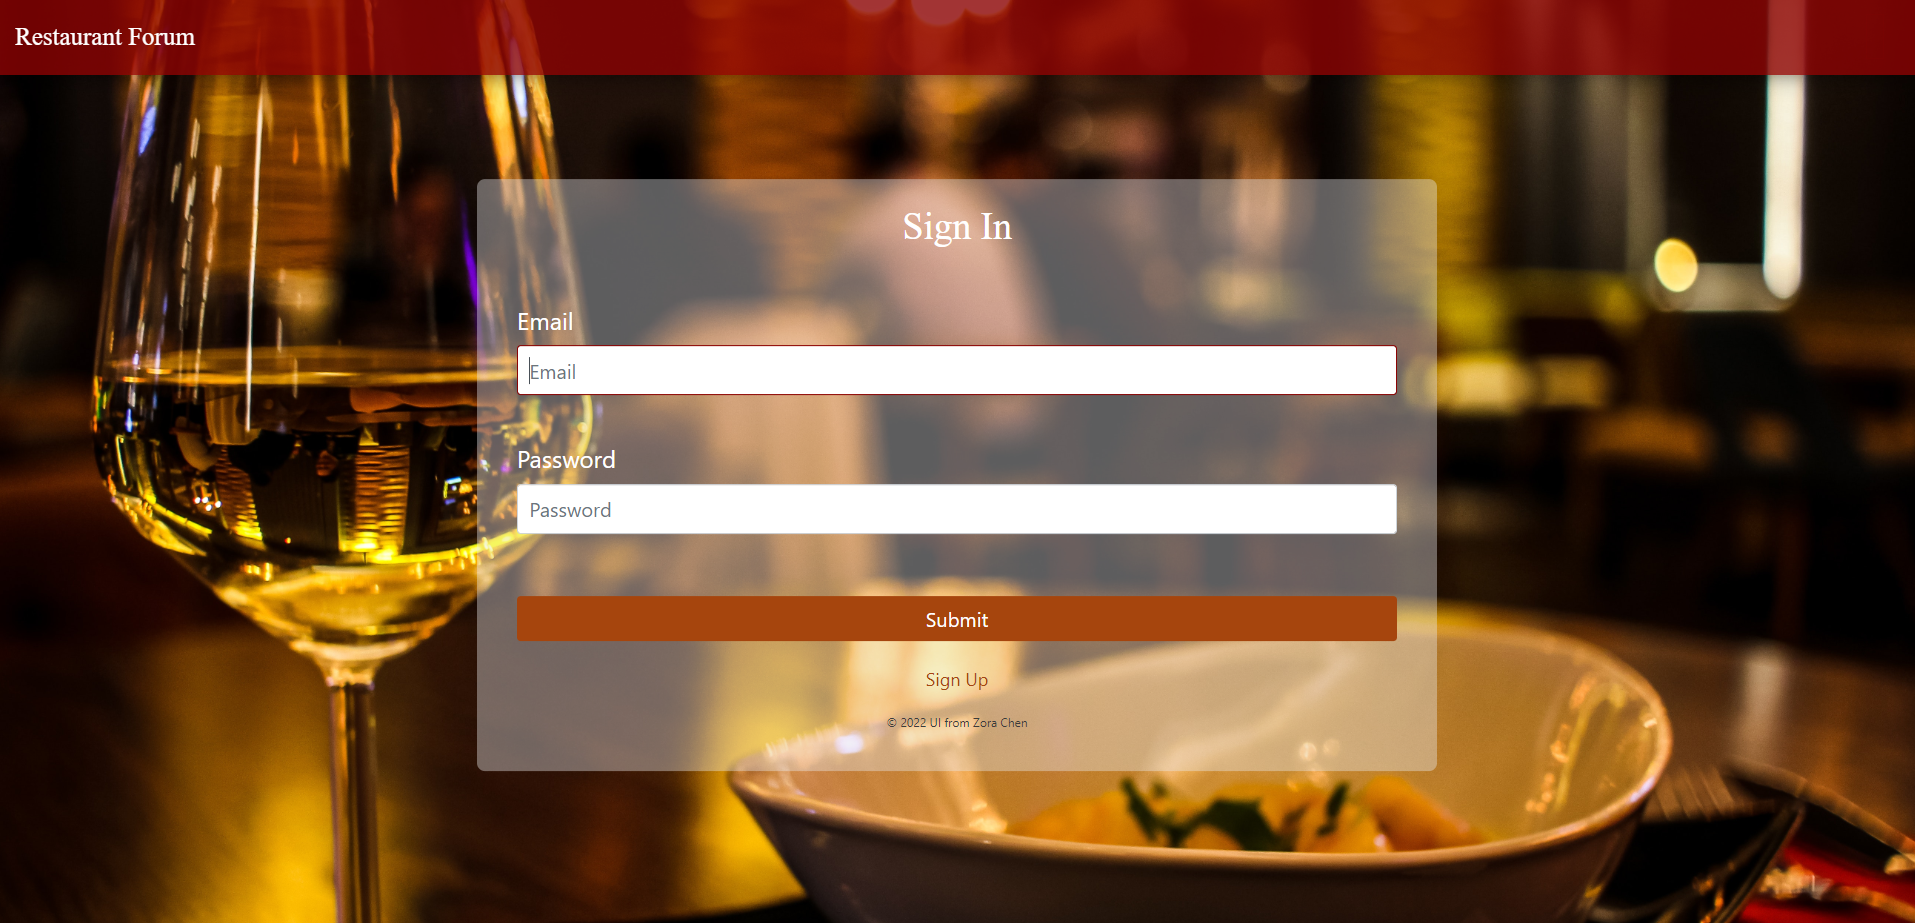 Restaurant Forum
Sign In
Email
Email
Password
Password
Submit
Sign Up
© 2022 UI from Zora Chen